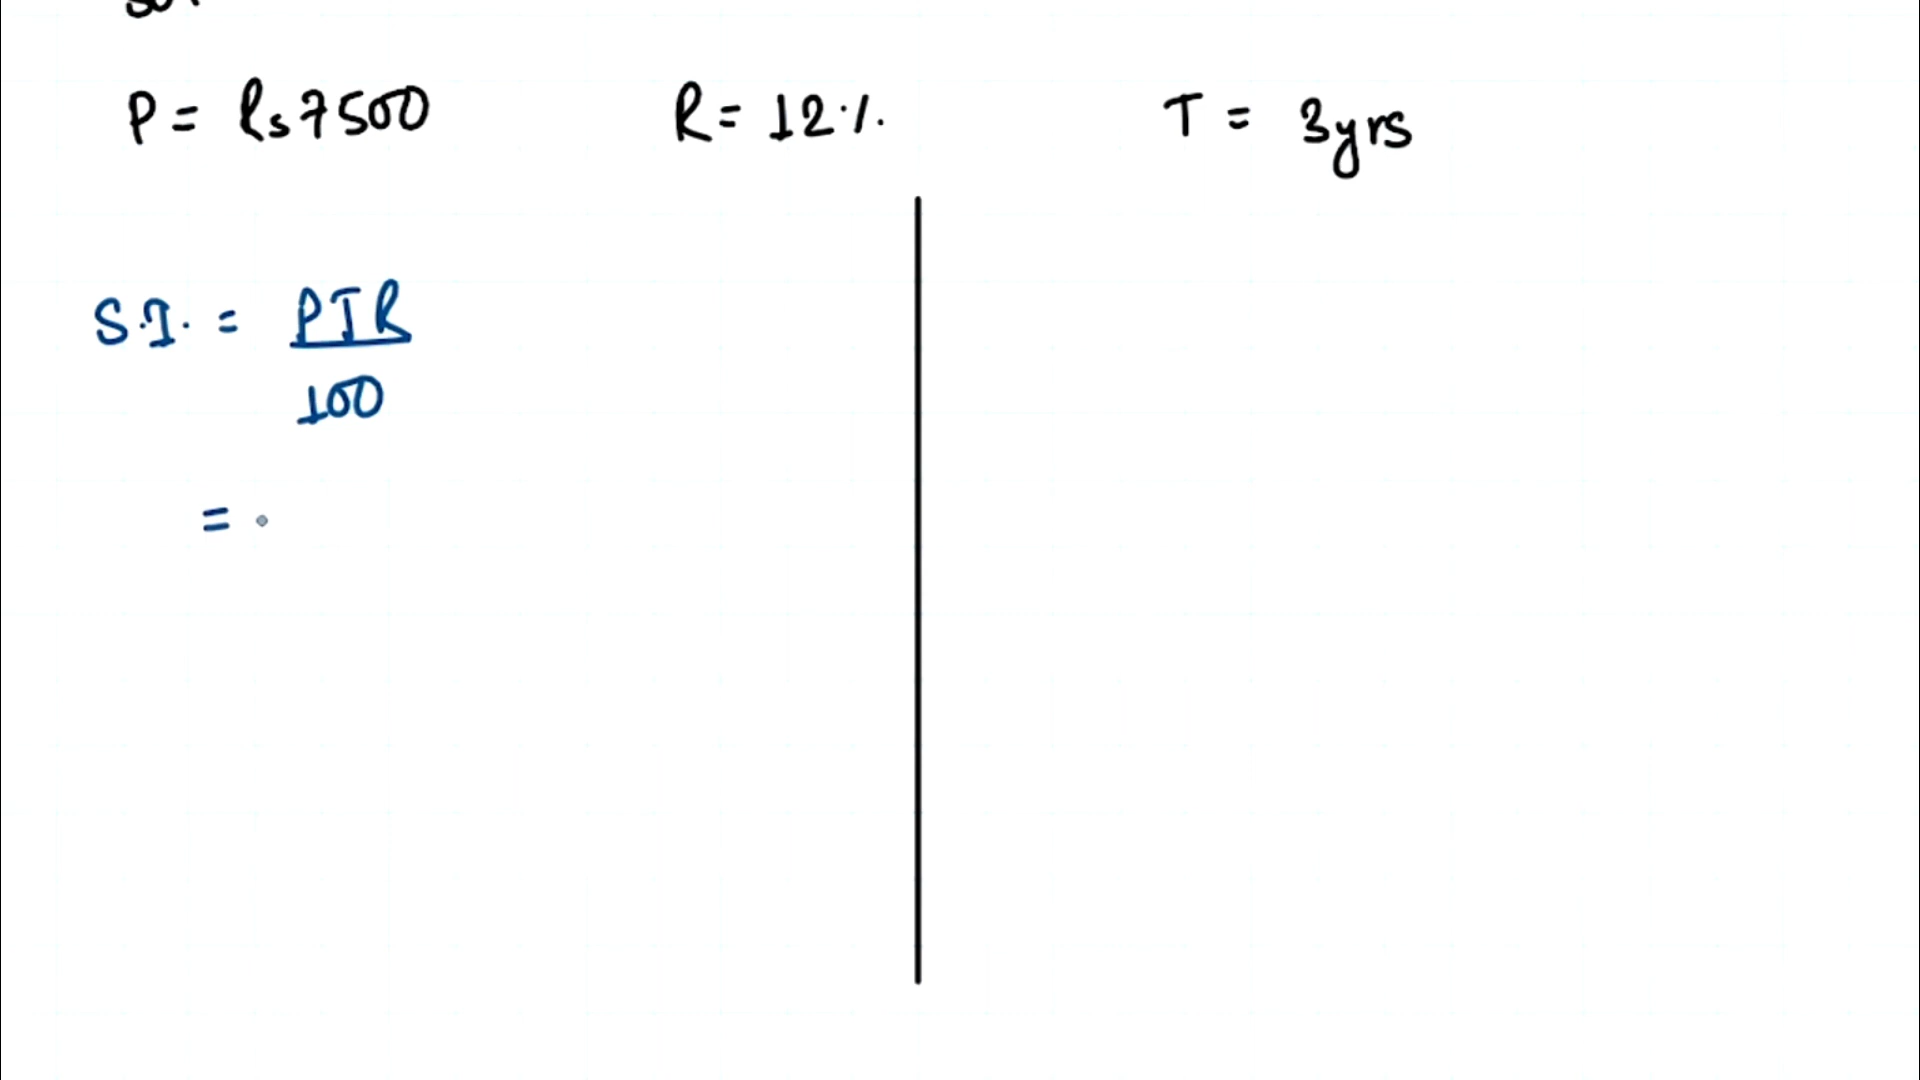 P = Rs 7500 R = 12% T = 3yrs
S.I. = PTR
100
=